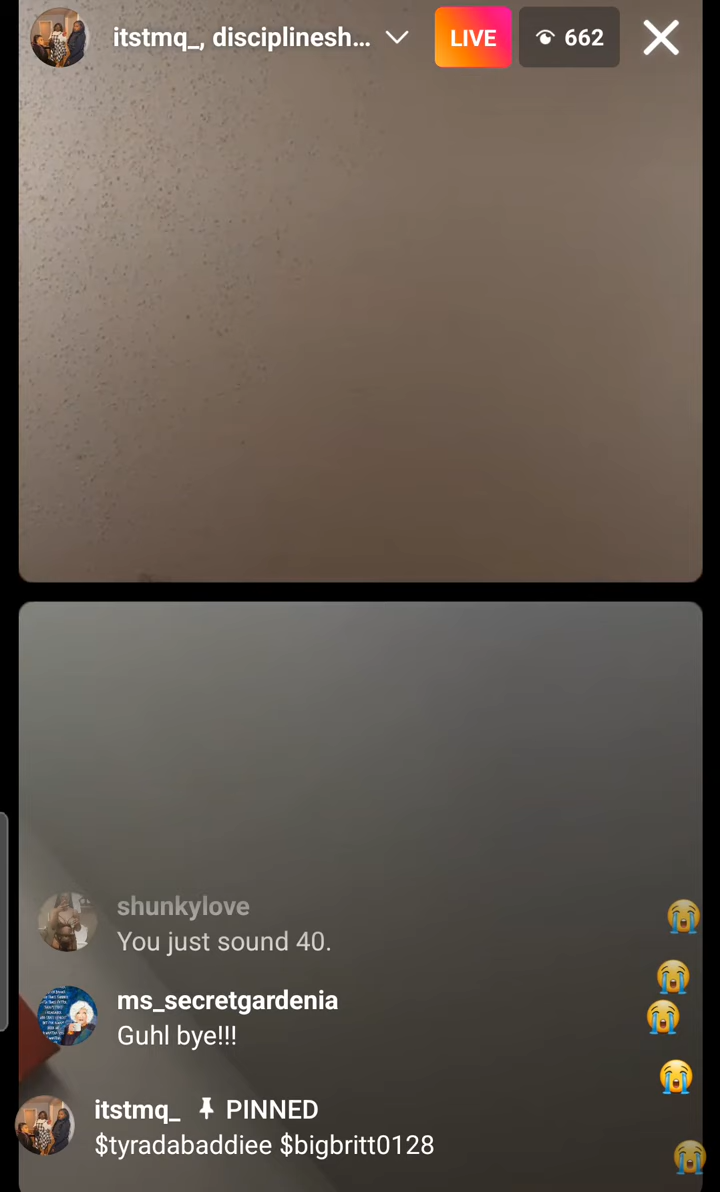 itstmq_, disciplinesh...
LIVE
662
shunkylove
You just sound 40.
ms_secretgardenia
Guhl bye!!!
itstmq_ PINNED
$tyradabaddiee $bigbritt0128